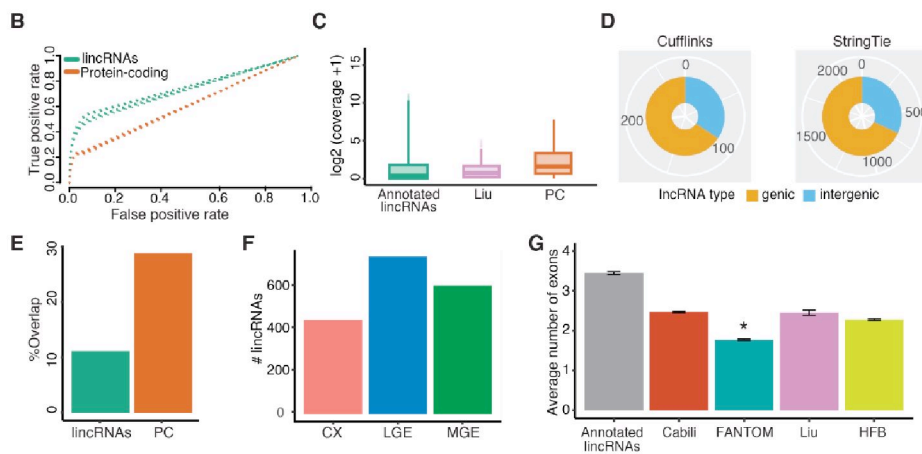 B
True positive rate
0.0 0.2 0.4 0.6 0.8 1.0
lincRNAs
Protein-coding
0.0 0.2 0.4 0.6 0.8 1.0
False positive rate
C
log2 (coverage +1)
15
10
5
0
Annotated lincRNAs
Liu
PC
D
Cufflinks
0
200
100
StringTie
0
2000
500
1500
1000
lncRNA type
genic
intergenic
E
%Overlap
0 10 20 30
lincRNAs PC
F
# lincRNAs
600
400
200
0
CX LGE MGE
G
Average number of exons
4
3
2
1
0
*
Annotated lincRNAs
Cabili FANTOM Liu HFB